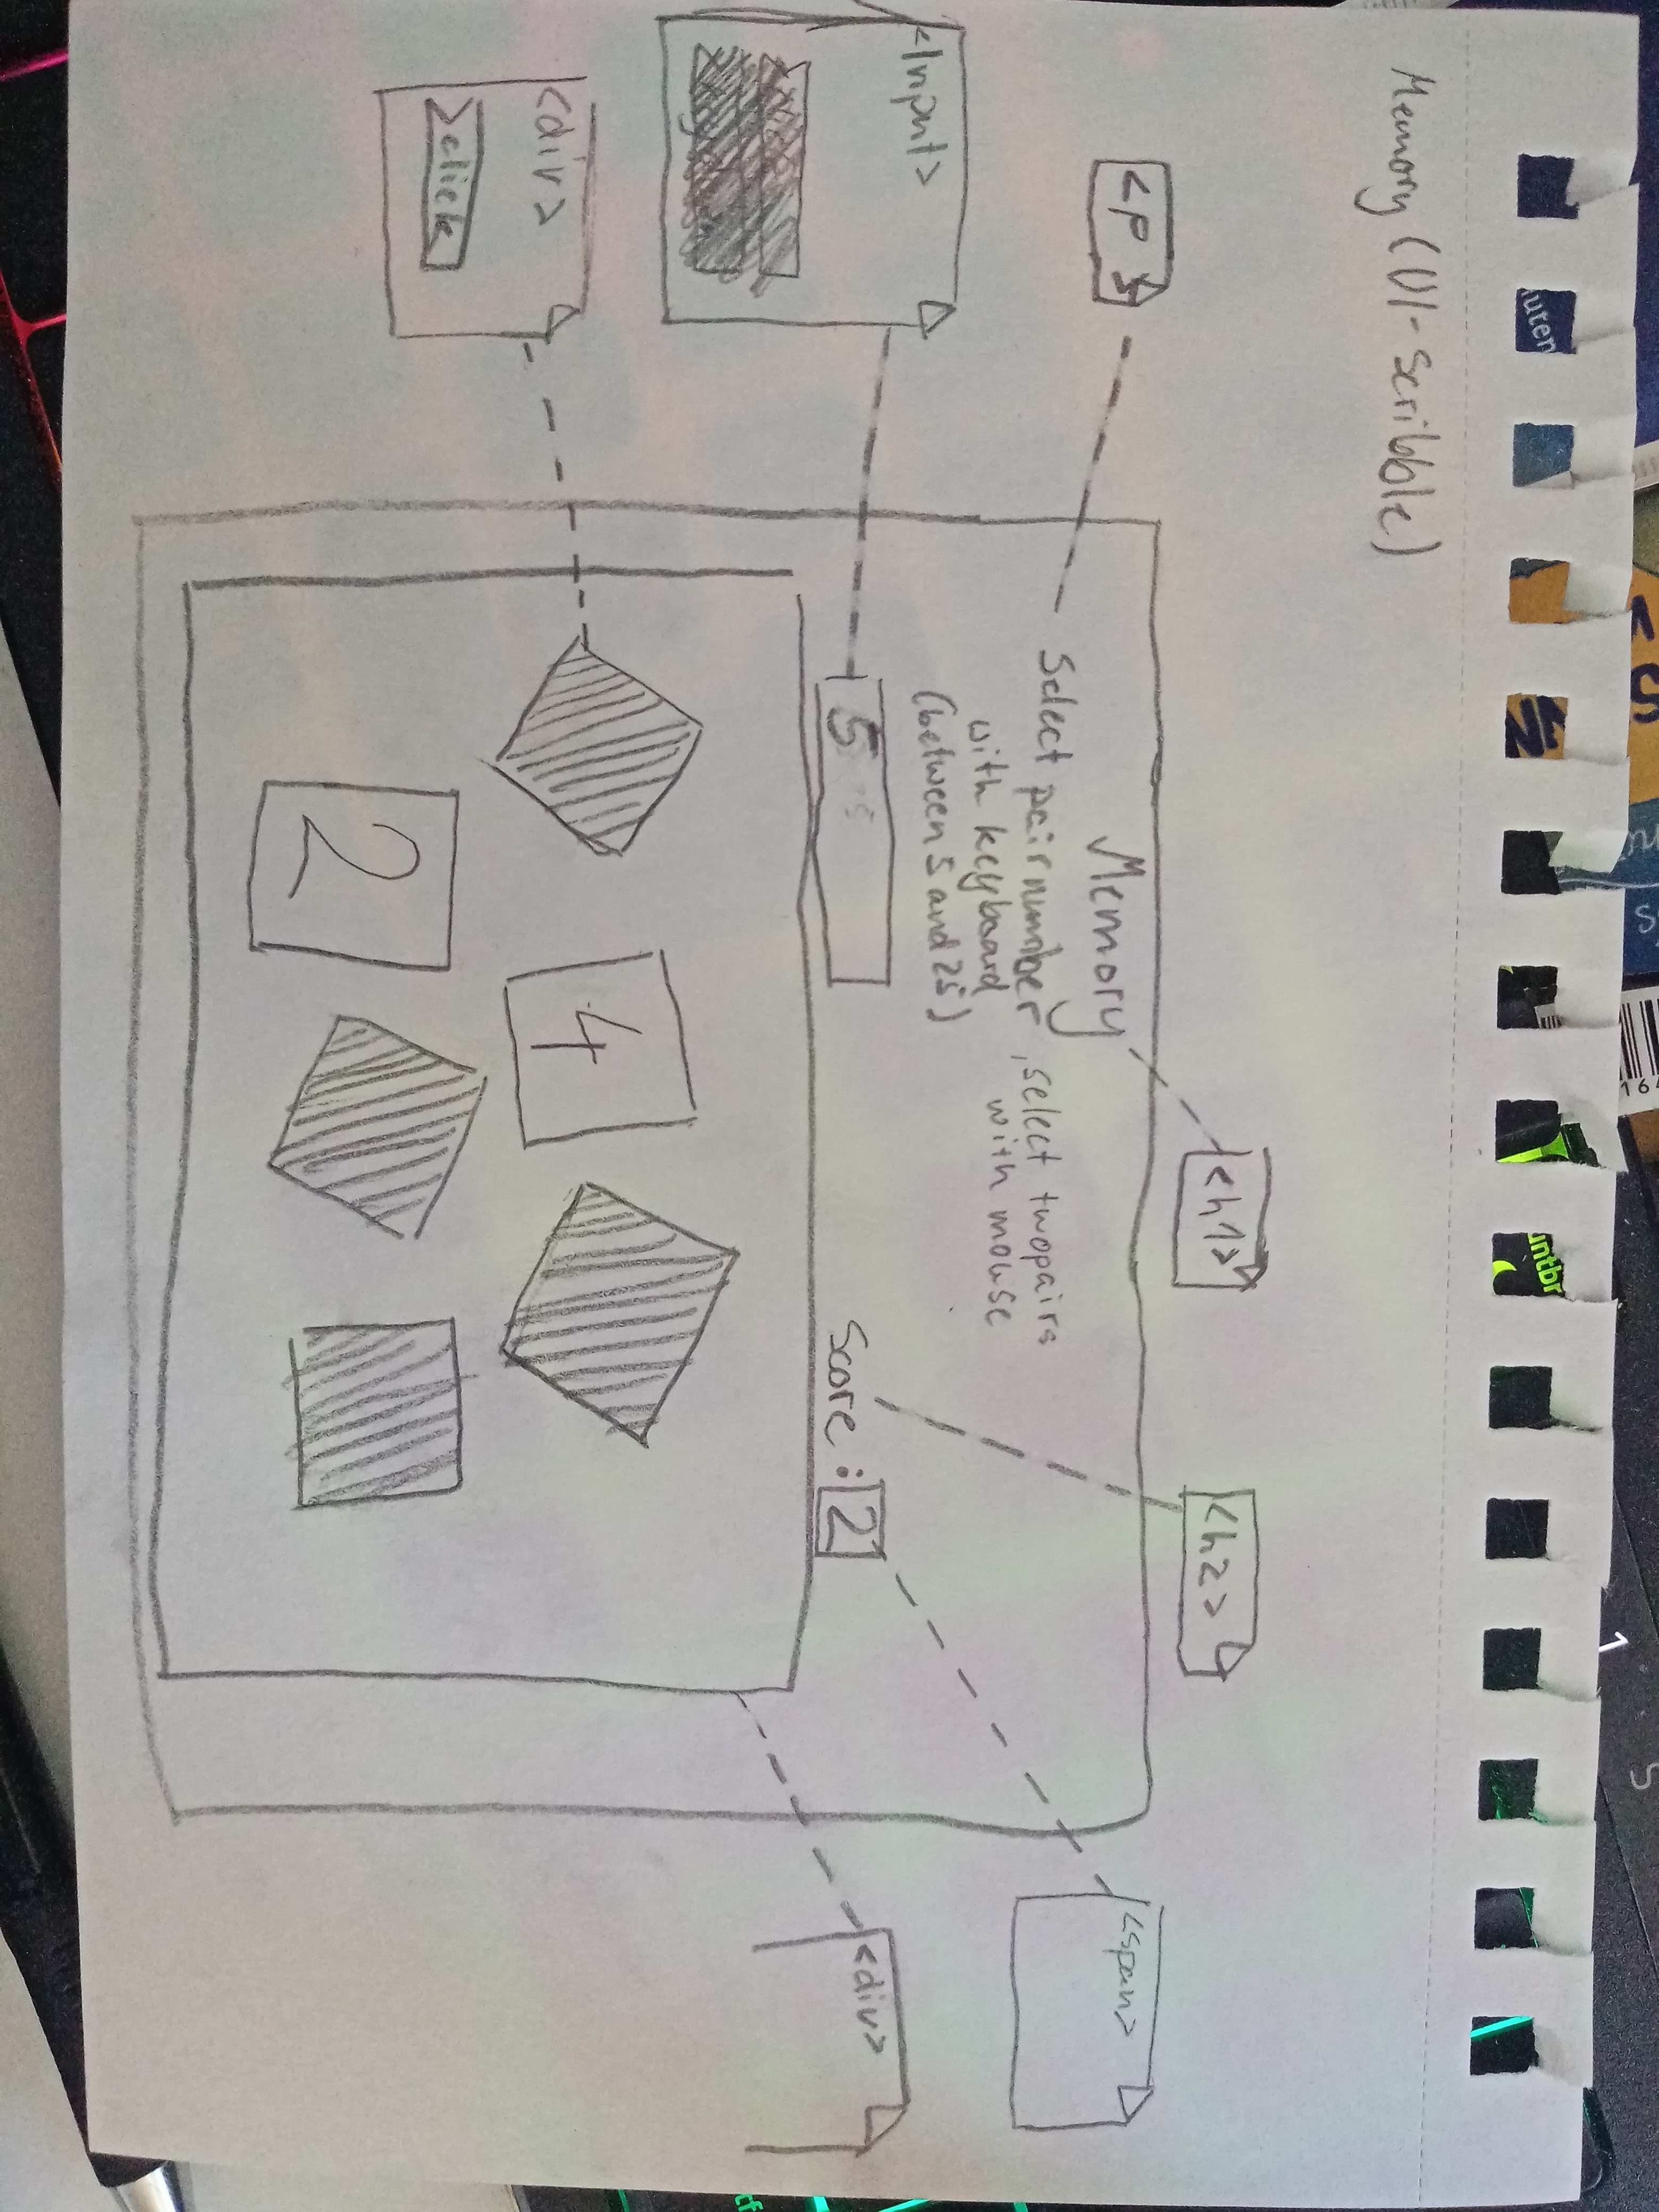 Memory (UI-scribble)
<h1>
<h2>
<p>
Memory
Select pair number, select two pairs
with keyboard with mouse
(between 5 and 25)
<span>
<Input>
5
Score: 2
<div>
<div>
click
4
2